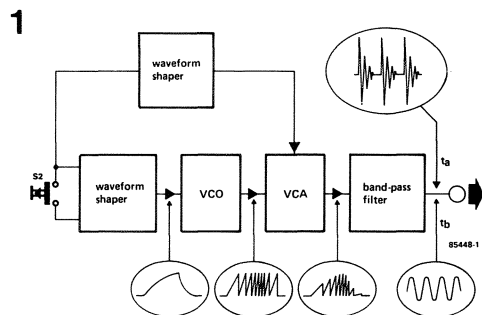 1
waveform
shaper
S2
waveform
shaper
VCO
VCA
band-pass
filter
ta
tb
85448-1